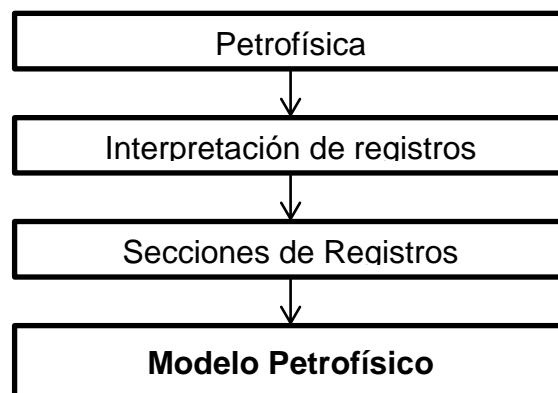 Petrofísica
Interpretación de registros
Secciones de Registros
Modelo Petrofísico